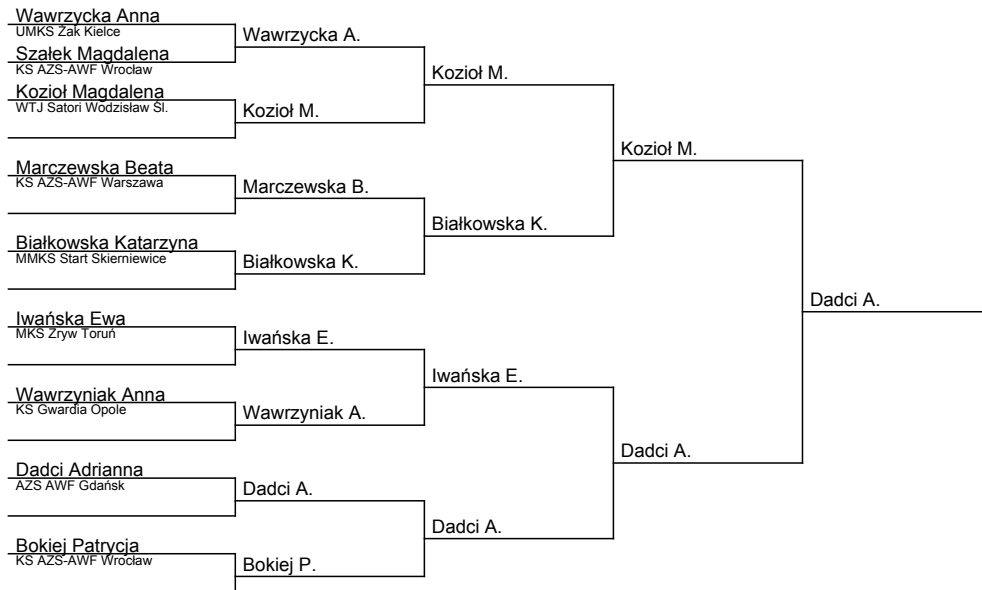 Wawrzycka Anna
UMKS Żak Kielce
Wawrzycka A.
Szałek Magdalena
KS AZS-AWF Wrocław
Kozioł M.
Kozioł Magdalena
WTJ Satori Wodzisław Śl.
Kozioł M.
Kozioł M.
Marczewska Beata
KS AZS-AWF Warszawa
Marczewska B.
Białkowska K.
Białkowska Katarzyna
MMKS Start Skierniewice
Białkowska K.
Dadci A.
Iwańska Ewa
MKS Zryw Toruń
Iwańska E.
Iwańska E.
Wawrzyniak Anna
KS Gwardia Opole
Wawrzyniak A.
Dadci A.
Dadci Adrianna
AZS AWF Gdańsk
Dadci A.
Dadci A.
Bokiej Patrycja
KS AZS-AWF Wrocław
Bokiej P.